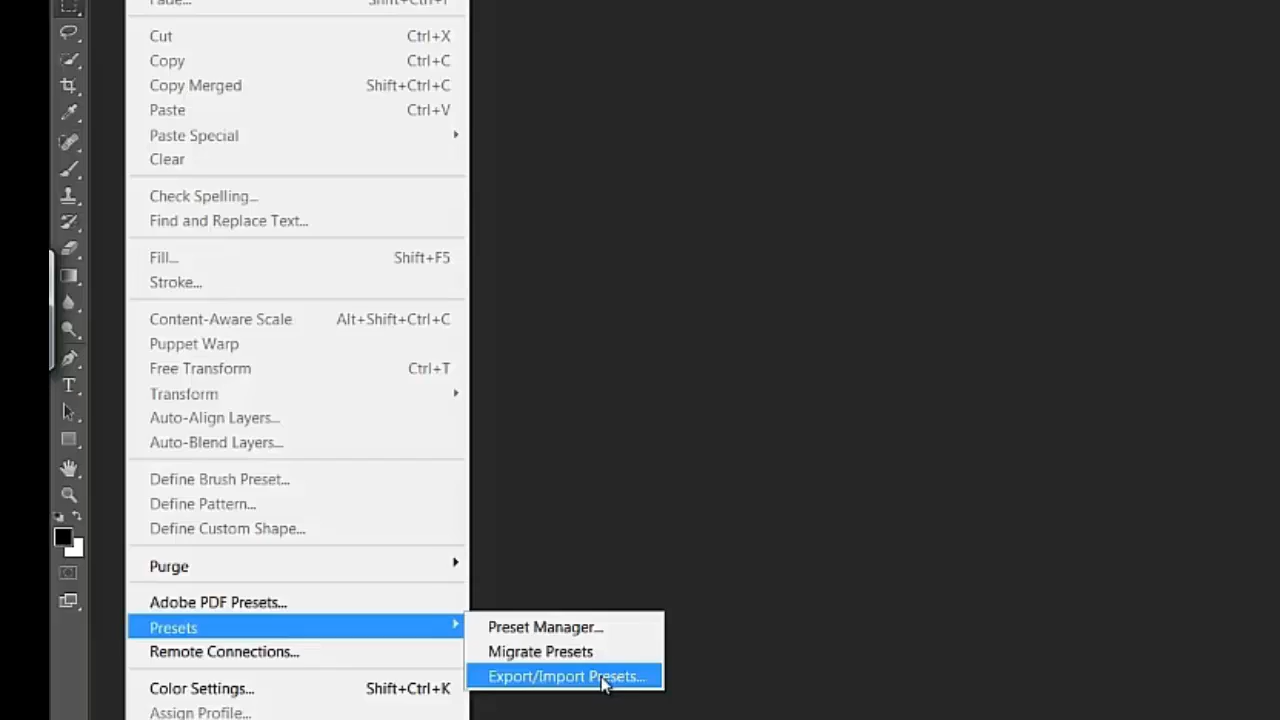 Fade... Shift+Ctrl+F
Cut Ctrl+X
Copy Ctrl+C
Copy Merged Shift+Ctrl+C
Paste Ctrl+V
Paste Special
Clear
Check Spelling...
Find and Replace Text...
Fill... Shift+F5
Stroke...
Content-Aware Scale Alt+Shift+Ctrl+C
Puppet Warp
Free Transform Ctrl+T
Transform
Auto-Align Layers...
Auto-Blend Layers...
Define Brush Preset...
Define Pattern...
Define Custom Shape...
Purge
Adobe PDF Presets...
Presets
Preset Manager...
Migrate Presets
Export/Import Presets...
Remote Connections...
Color Settings... Shift+Ctrl+K
Assign Profile...